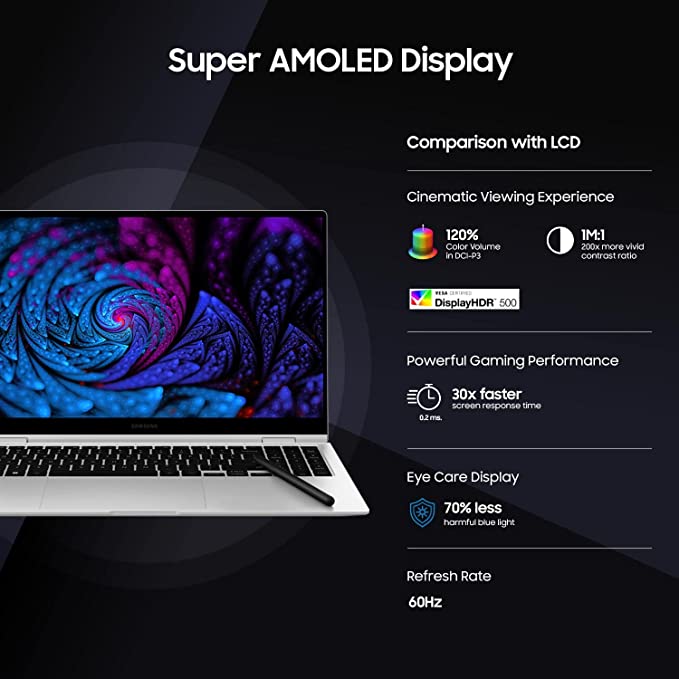 Super AMOLED Display
Comparison with LCD
Cinematic Viewing Experience
120%
Color Volume
in DCI-P3
1M:1
200x more vivid
contrast ratio
VESA CERTIFIED
DisplayHDR™ 500
Powerful Gaming Performance
0.2 ms.
30x faster
screen response time
SAMSUNG
Eye Care Display
70% less
harmful blue light
Refresh Rate
60Hz